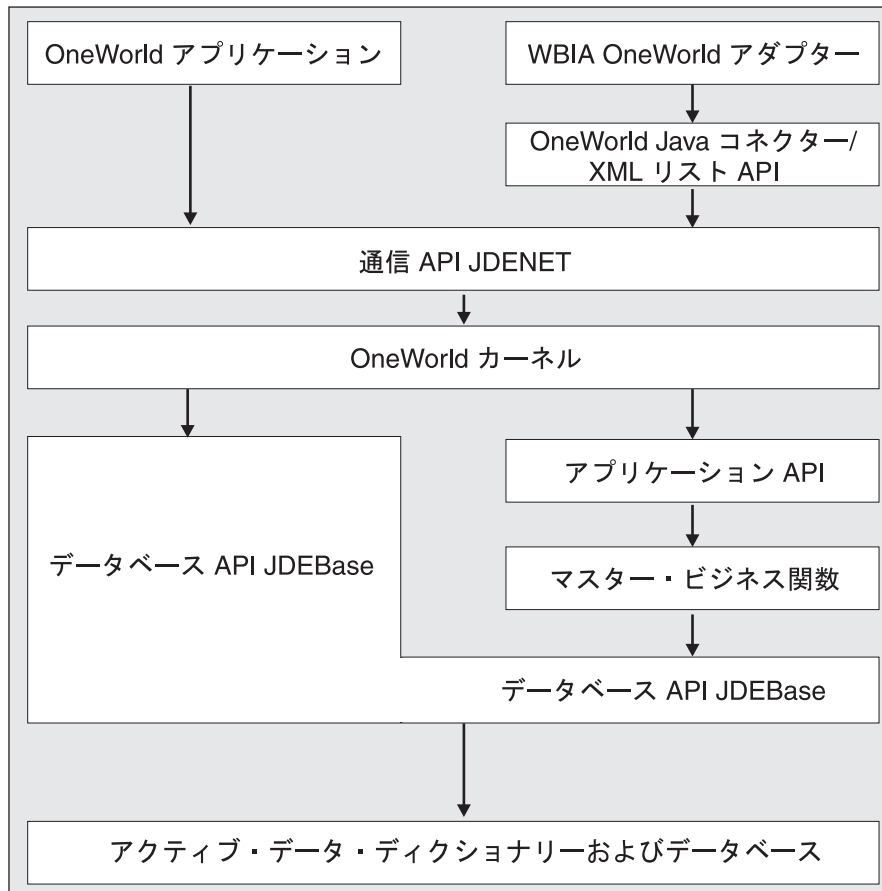 OneWorld アプリケーション
WBIA OneWorld アダプター
OneWorld Java コネクター/
XML リスト API
通信 API JDENET
OneWorld カーネル
アプリケーション API
データベース API JDEBase
マスター・ビジネス関数
データベース API JDEBase
アクティブ・データ・ディクショナリーおよびデータベース